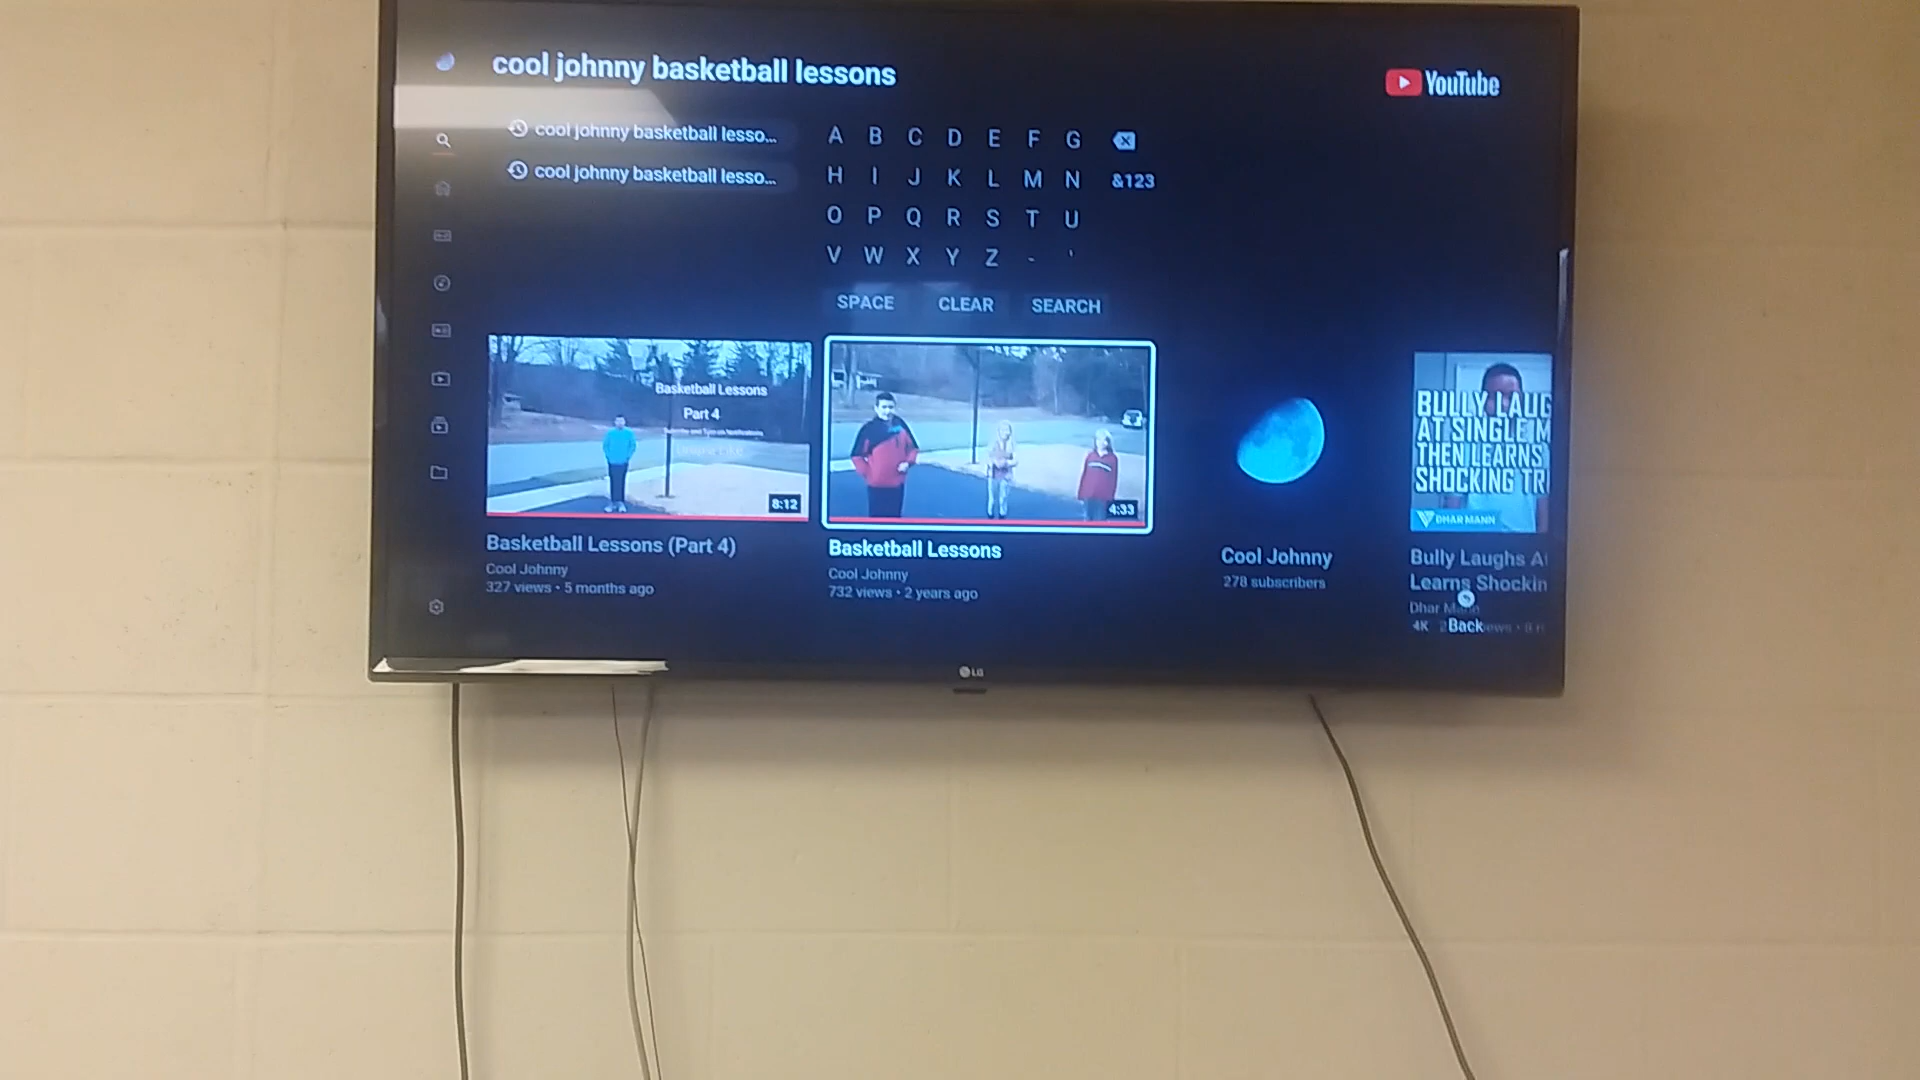 cool johnny basketball lessons
YouTube
cool johnny basketball lesso...
cool johnny basketball lesso...
A B C D E F G
H I J K L M N &123
O P Q R S T U
V W X Y Z - '
SPACE CLEAR SEARCH
Basketball Lessons
Part 4
8:12
Basketball Lessons (Part 4)
Cool Johnny
327 views • 5 months ago
4:33
Basketball Lessons
Cool Johnny
732 views • 2 years ago
Cool Johnny
278 subscribers
BULLY LAUG
AT SINGLE M
THEN LEARNS
SHOCKING TR
DHAR MANN
Bully Laughs At
Learns Shockin
Dhar
4K
Back
LG